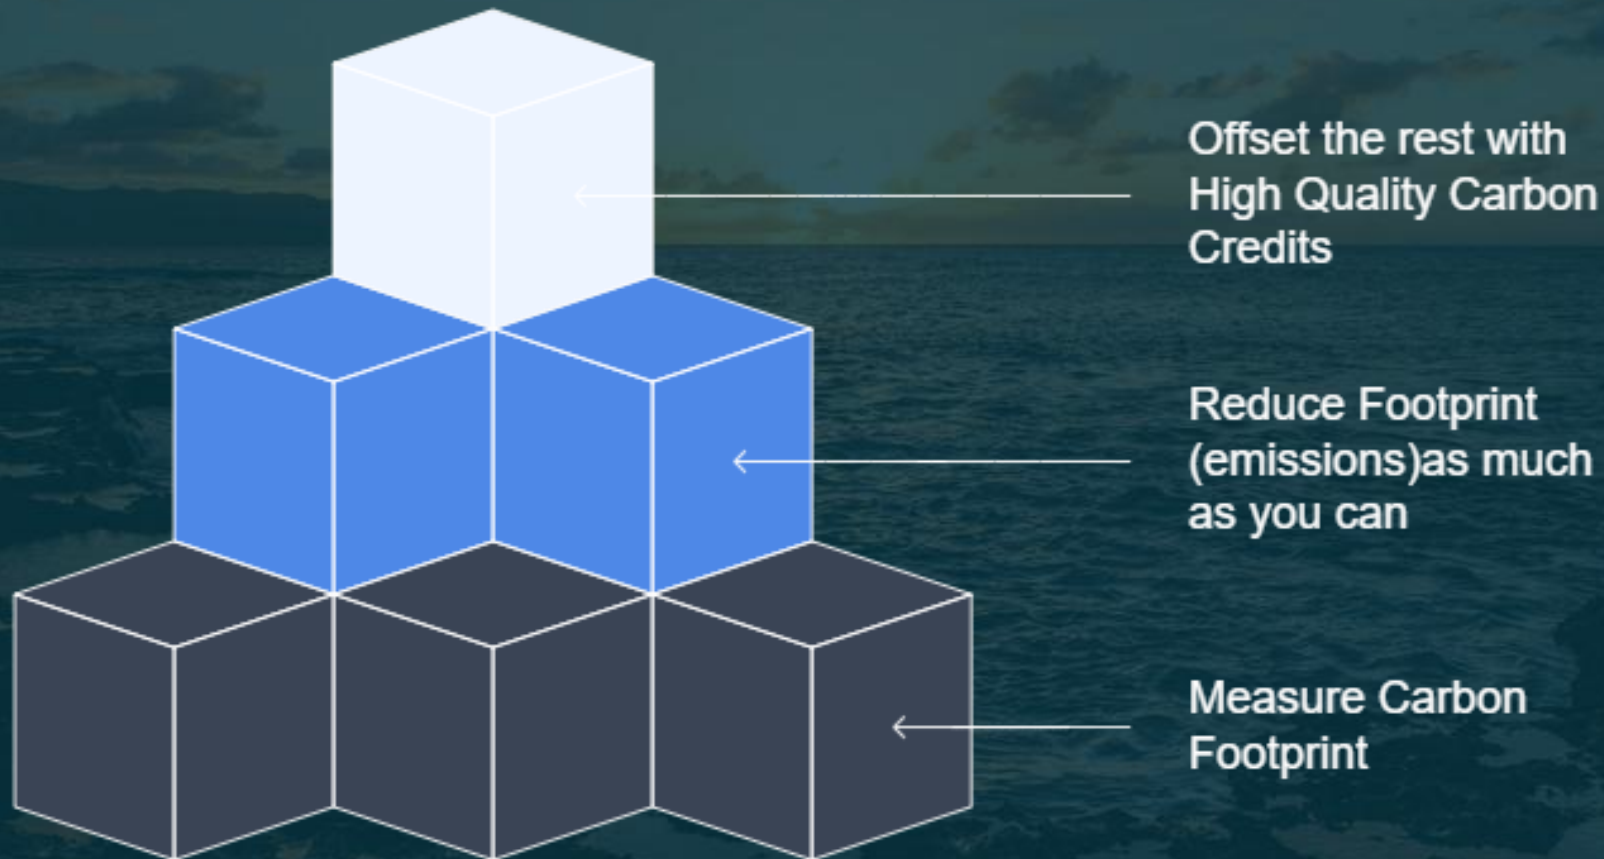 Offset the rest with
High Quality Carbon
Credits
Reduce Footprint
(emissions)as much
as you can
Measure Carbon
Footprint